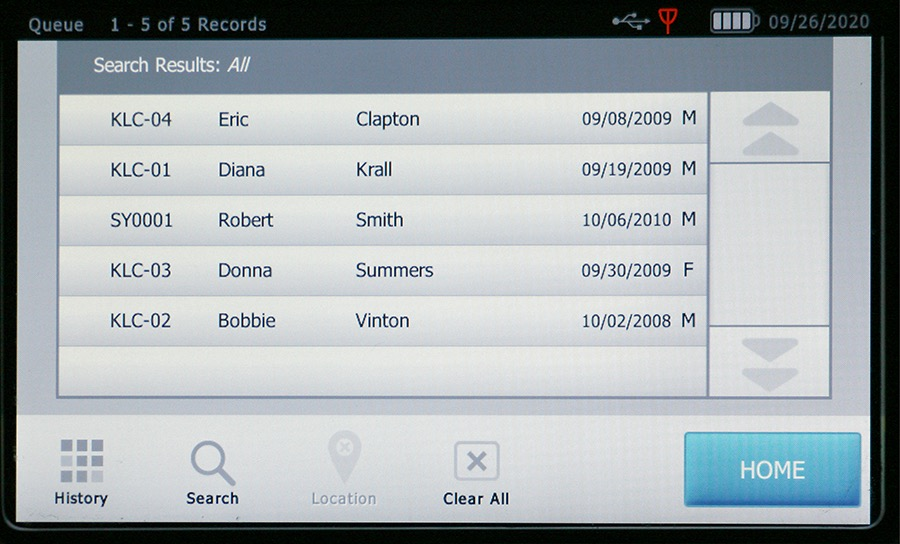 Queue 1 - 5 of 5 Records 09/26/2020
Search Results: All
KLC-04 Eric Clapton 09/08/2009 M
KLC-01 Diana Krall 09/19/2009 M
SY0001 Robert Smith 10/06/2010 M
KLC-03 Donna Summers 09/30/2009 F
KLC-02 Bobbie Vinton 10/02/2008 M
History Search Location Clear All HOME